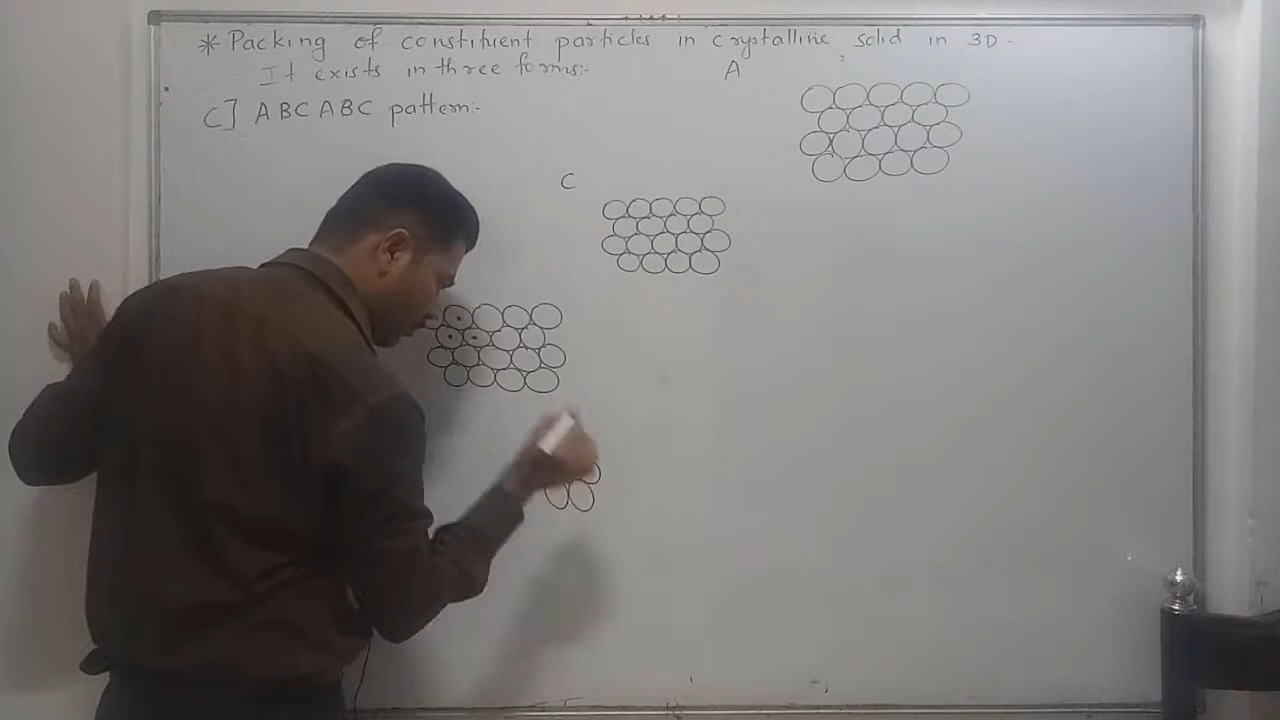 * Packing of constituent particles in crystalline solid in 3D.
It exists in three forms:-
A
C] ABCABC pattern:-
C